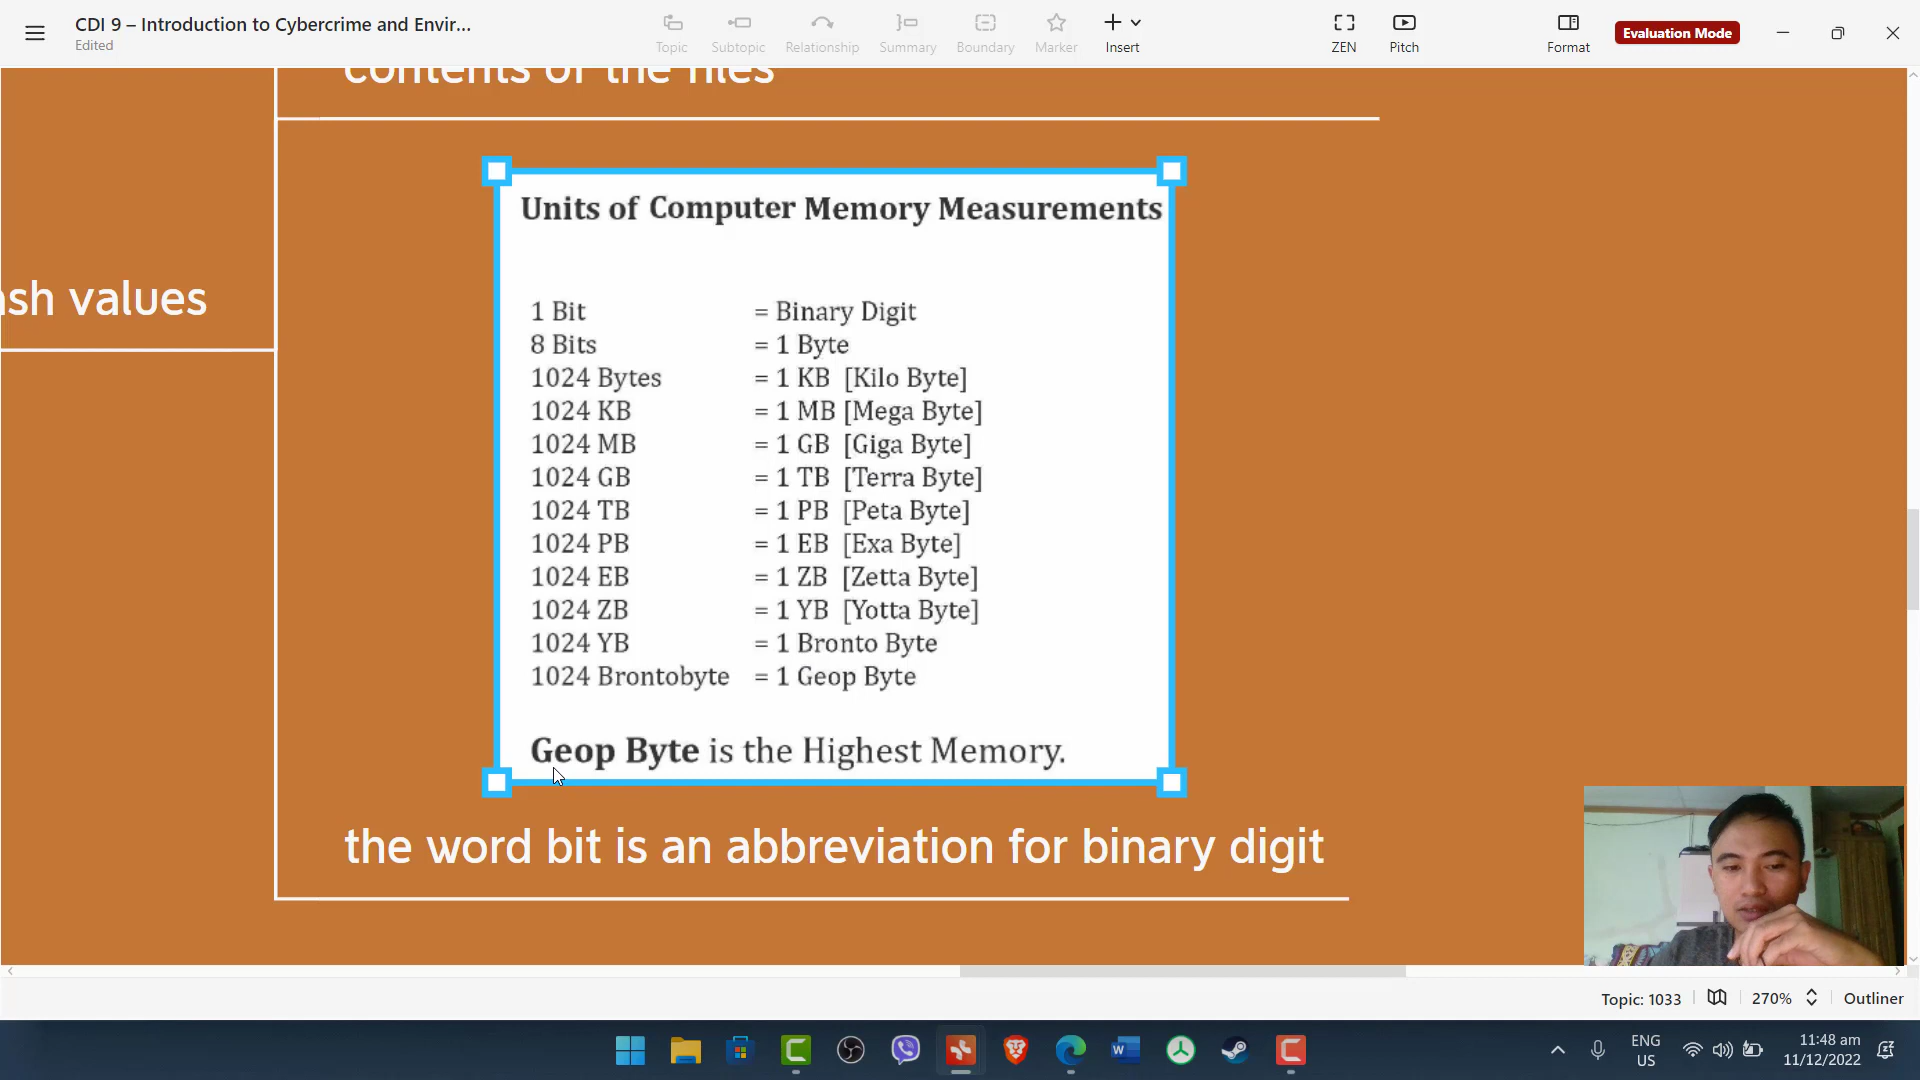 CDI 9 – Introduction to Cybercrime and Envir...
Edited
Topic
Subtopic
Relationship
Summary
Boundary
Marker
Insert
ZEN
Pitch
Format
Evaluation Mode
contents of the files
ash values
Units of Computer Memory Measurements
1 Bit = Binary Digit
8 Bits = 1 Byte
1024 Bytes = 1 KB [Kilo Byte]
1024 KB = 1 MB [Mega Byte]
1024 MB = 1 GB [Giga Byte]
1024 GB = 1 TB [Terra Byte]
1024 TB = 1 PB [Peta Byte]
1024 PB = 1 EB [Exa Byte]
1024 EB = 1 ZB [Zetta Byte]
1024 ZB = 1 YB [Yotta Byte]
1024 YB = 1 Bronto Byte
1024 Brontobyte = 1 Geop Byte
Geop Byte is the Highest Memory.
the word bit is an abbreviation for binary digit
Topic: 1033
270%
Outliner
ENG
US
11:48 am
11/12/2022